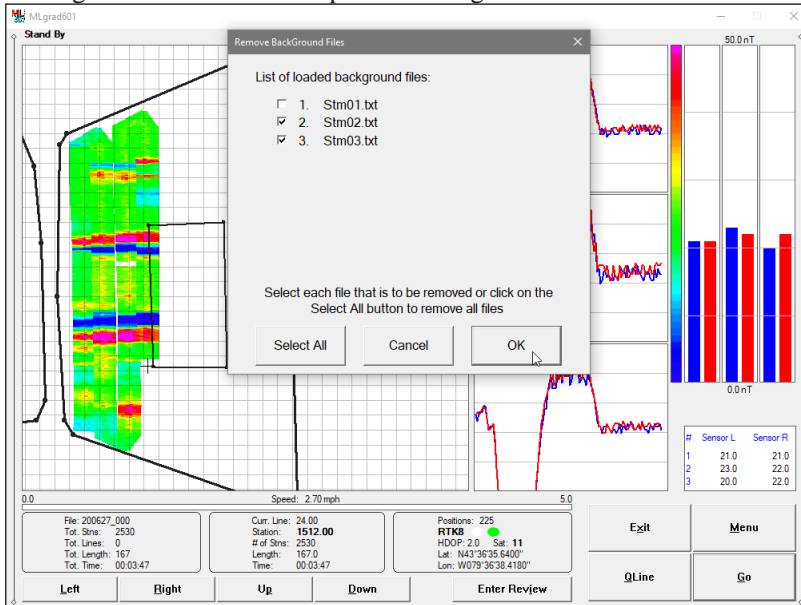 MLgrad601
Stand By
Remove BackGround Files
List of loaded background files:
1. Stm01.txt
2. Stm02.txt
3. Stm03.txt
Select each file that is to be removed or click on the
Select All button to remove all files
Select All Cancel OK
50.0 nT
0.0 nT
# Sensor L Sensor R
1 21.0 21.0
2 23.0 22.0
3 20.0 22.0
0.0 Speed: 2.70 mph 5.0
File: 200627_000
Tot. Stns: 2530
Tot. Lines: 0
Tot. Length: 167
Tot. Time: 00:03:47
Curr. Line: 24.00
Station: 1512.00
# of Stns: 2530
Length: 167.0
Time: 00:03:47
Positions: 225
RTK8
HDOP: 2.0 Sat: 11
Lat: N43°36'35.6400"
Lon: W079°36'38.4180"
Exit Menu
QLine Go
Left Right Up Down Enter Review